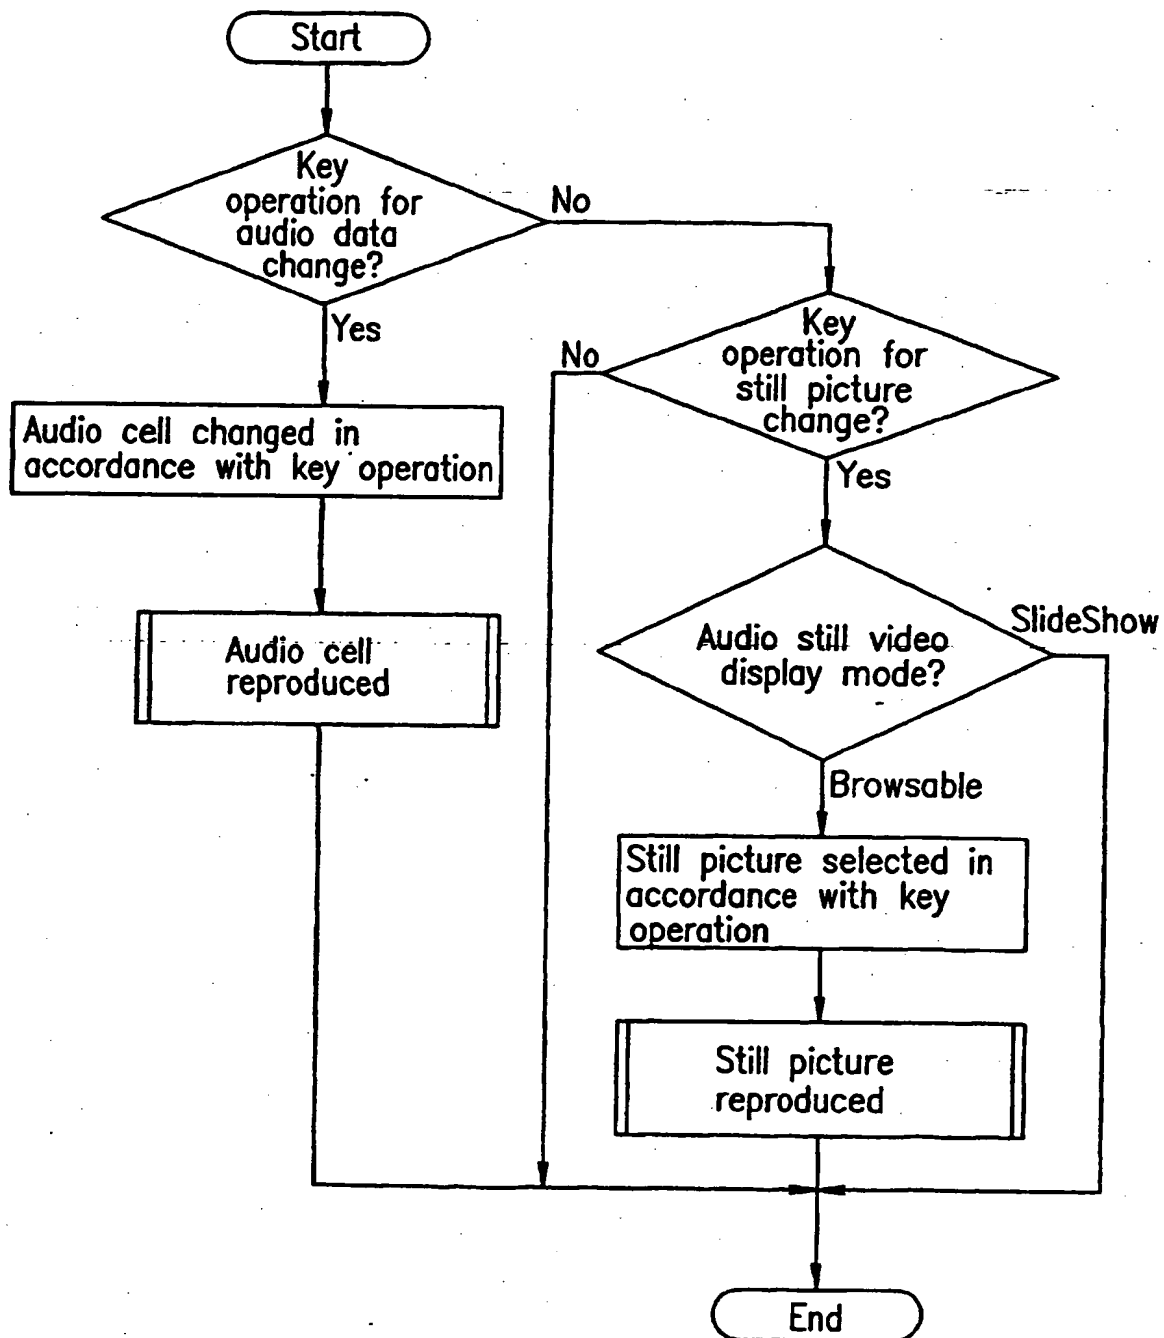 Start
Key
operation for
audio data
change?
No
Yes
Key
operation for
still picture
change?
No
Yes
Audio cell changed in
accordance with key operation
Audio cell
reproduced
Audio still video
display mode?
SlideShow
Browsable
Still picture selected in
accordance with key
operation
Still picture
reproduced
End